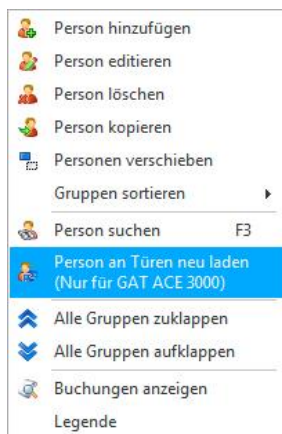 Person hinzufügen
Person editieren
Person löschen
Person kopieren
Personen verschieben
Gruppen sortieren
Person suchen F3
Person an Türen neu laden
(Nur für GAT ACE 3000)
Alle Gruppen zuklappen
Alle Gruppen aufklappen
Buchungen anzeigen
Legende